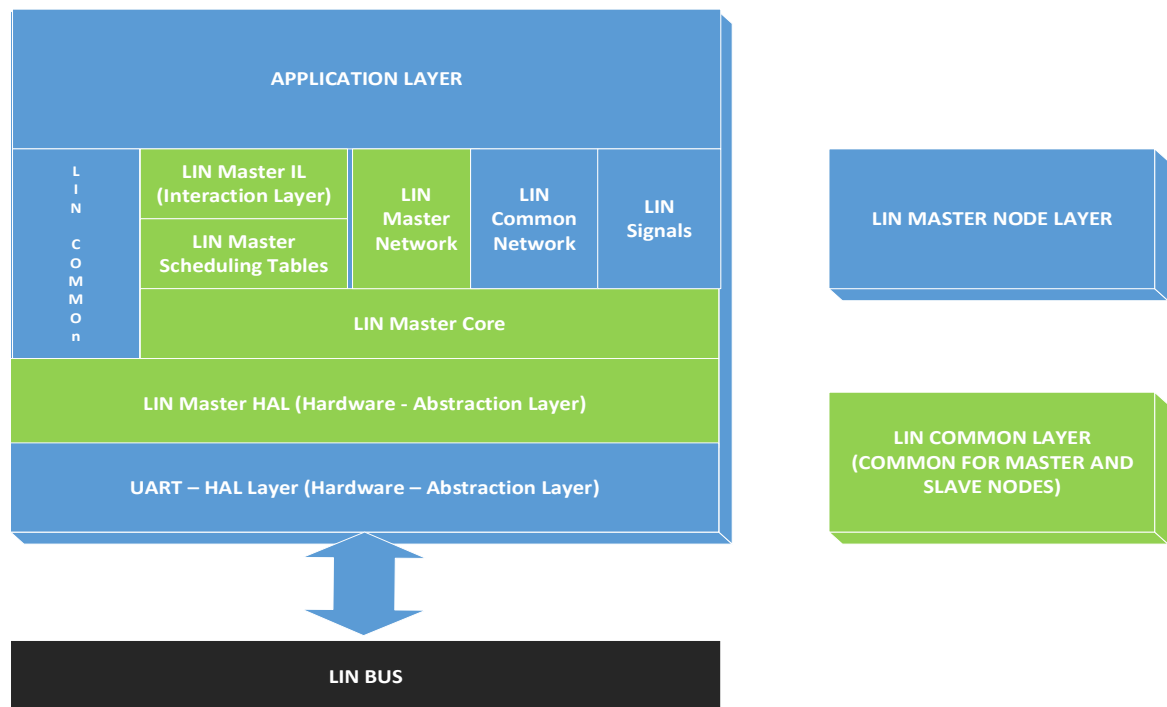 APPLICATION LAYER
LIN COMMOn
LIN Master IL
(Interaction Layer)
LIN Master
Scheduling Tables
LIN
Master
Network
LIN
Common
Network
LIN
Signals
LIN Master Core
LIN Master HAL (Hardware - Abstraction Layer)
UART – HAL Layer (Hardware – Abstraction Layer)
LIN BUS
LIN MASTER NODE LAYER
LIN COMMON LAYER
(COMMON FOR MASTER AND
SLAVE NODES)